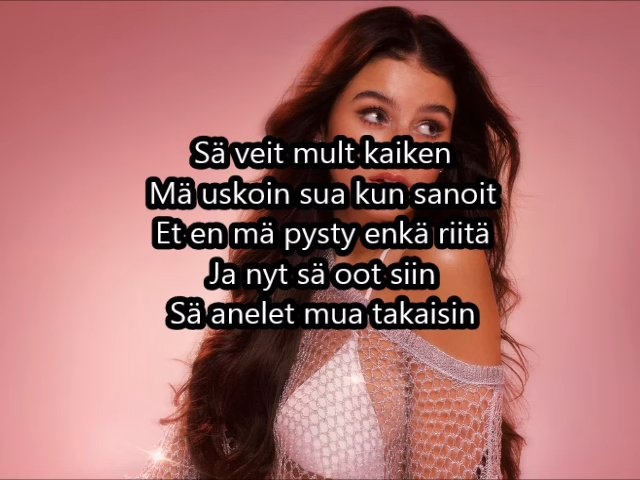 Sä veit mult kaiken
Mä uskoin sua kun sanoit
Et en mä pysty enkä riitä
Ja nyt sä oot siin
Sä anelet mua takaisin